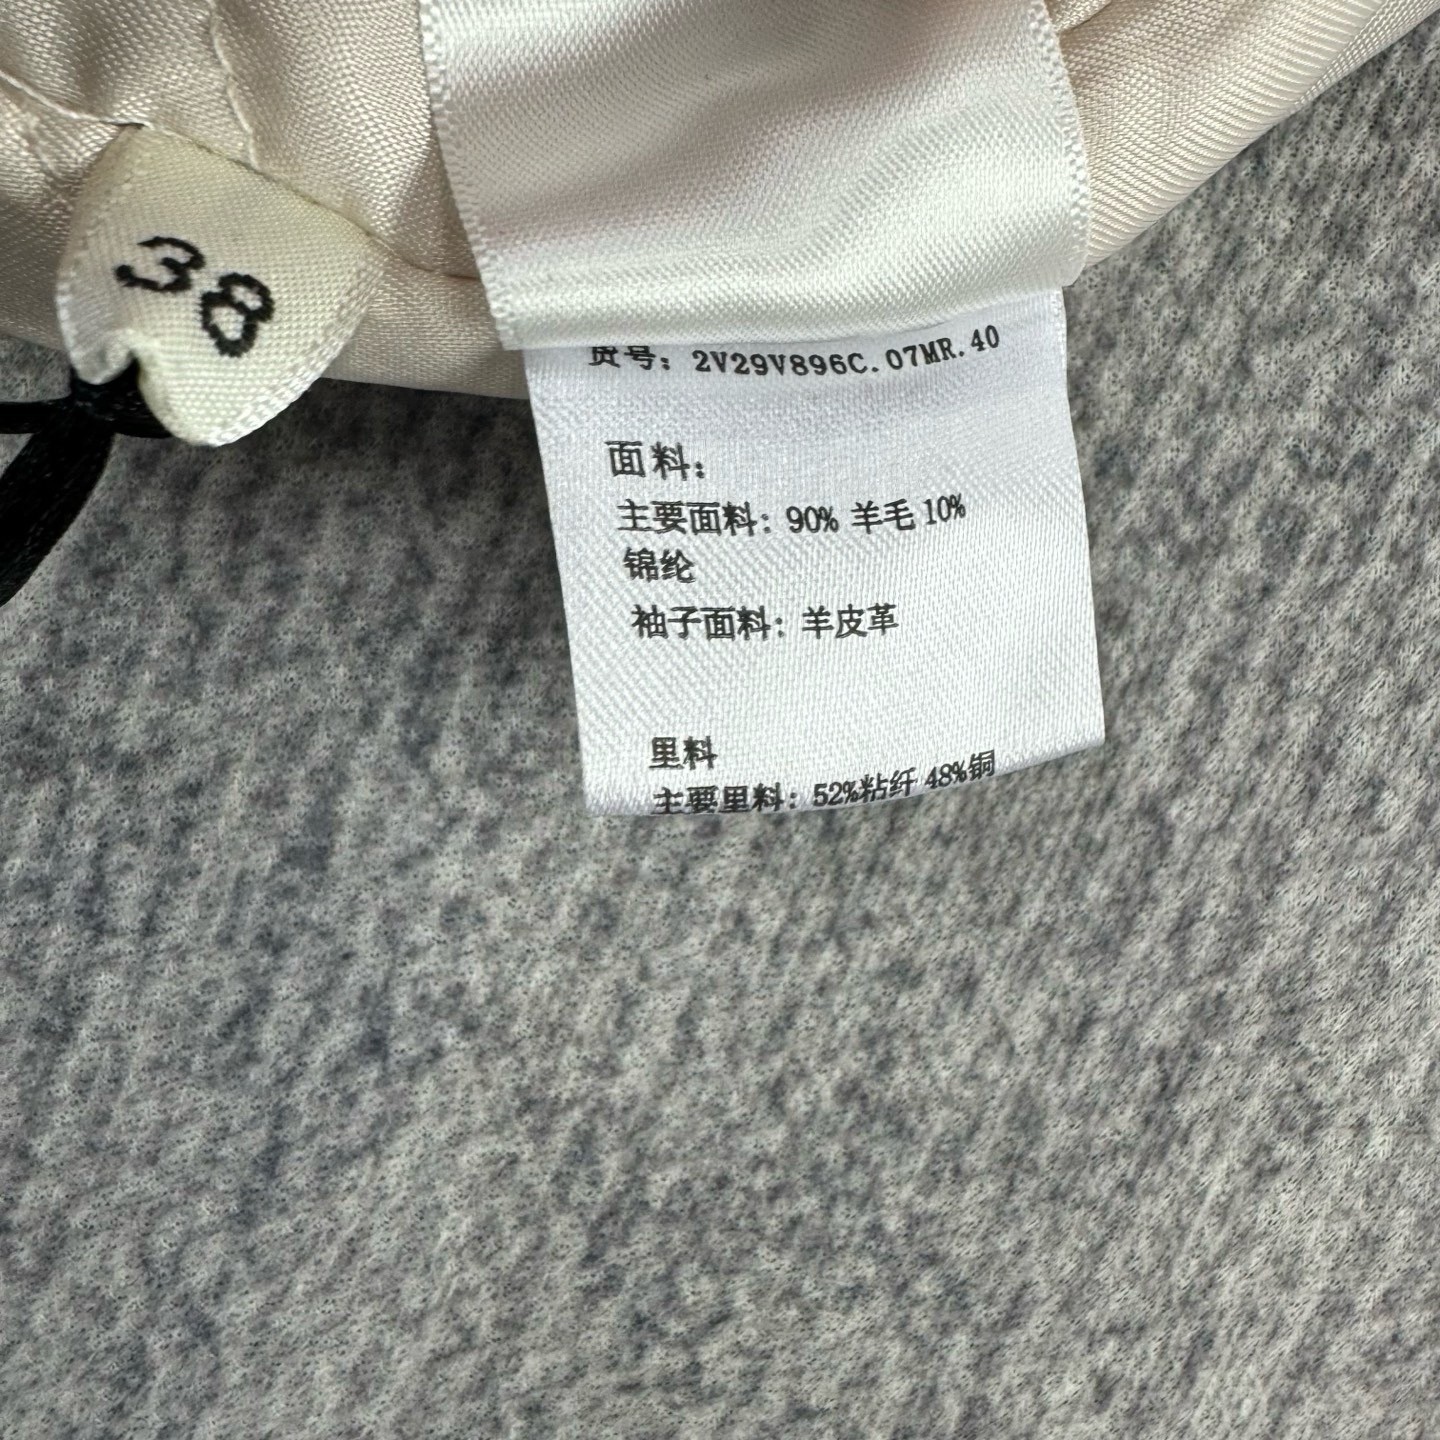 38
货号: 2V29V896C.07MR.40
面料:
主要面料: 90% 羊毛 10%
锦纶
袖子面料: 羊皮革
里料
主要里料: 52%粘纤 48%铜